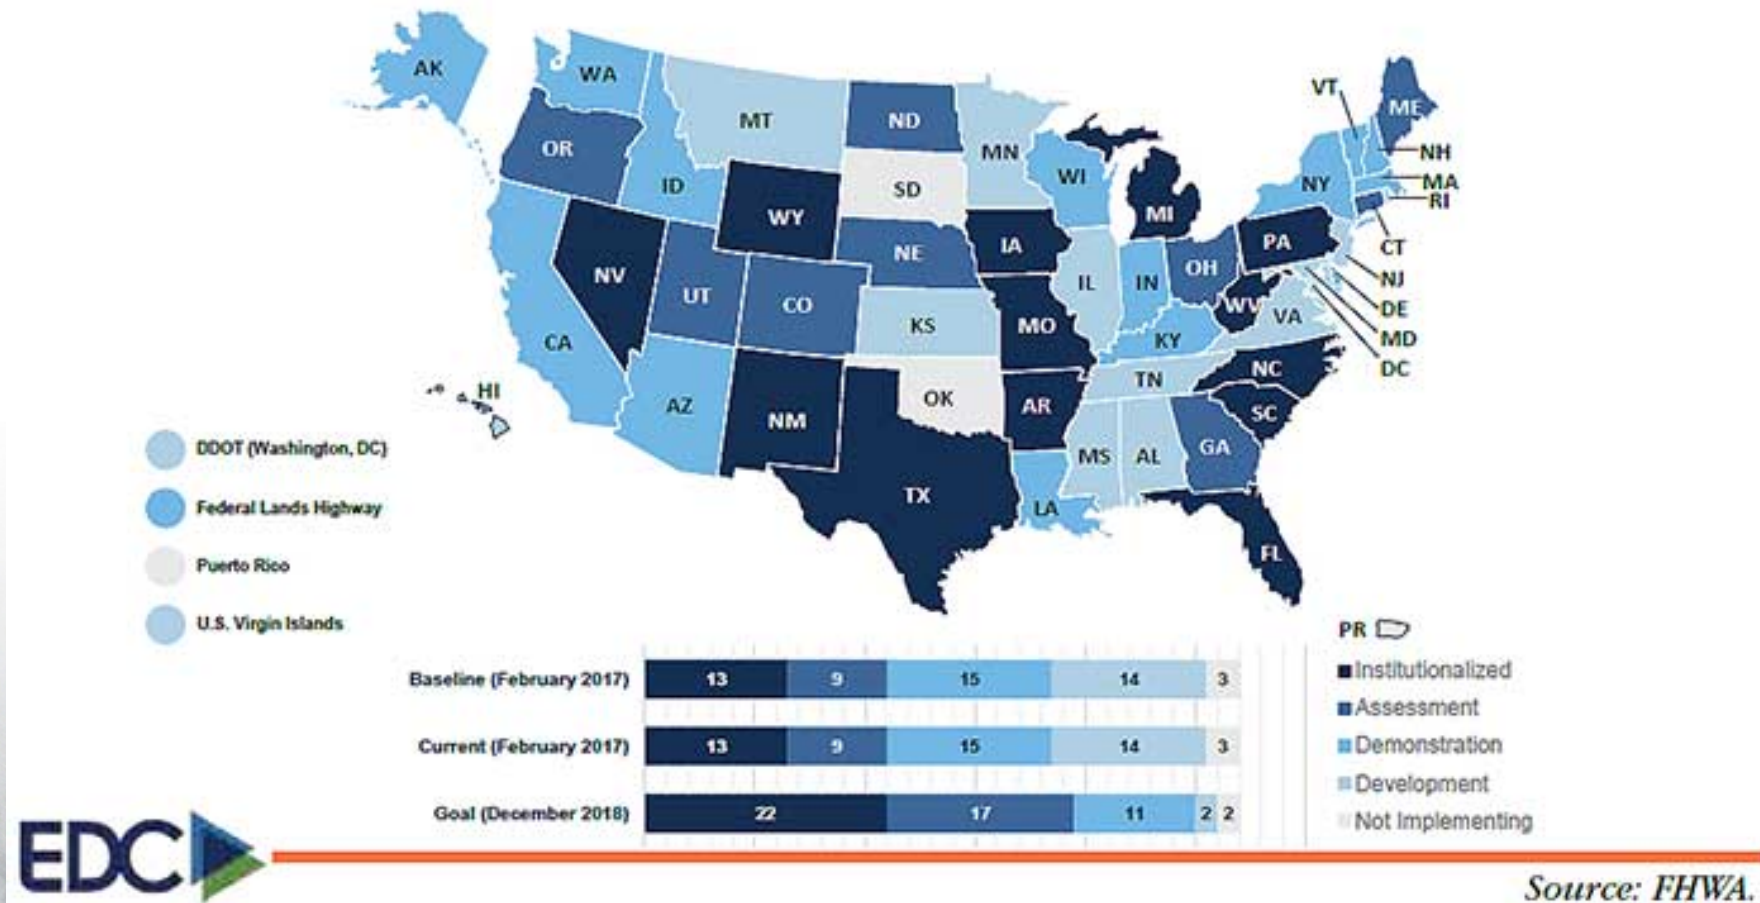 AK
WA
MT
ND
MN
VT
ME
OR
ID
SD
WI
NY
NH
MA
RI
WY
MI
NV
NE
IA
PA
CT
UT
CO
IL
IN
OH
NJ
CA
KS
MO
WV
VA
DE
KY
MD
HI
AZ
NM
OK
AR
TN
NC
DC
SC
MS
AL
GA
TX
LA
FL
DDOT (Washington, DC)
Federal Lands Highway
Puerto Rico
U.S. Virgin Islands
Baseline (February 2017) 13 9 15 14 3
Current (February 2017) 13 9 15 14 3
Goal (December 2018) 22 17 11 2 2
PR
Institutionalized
Assessment
Demonstration
Development
Not Implementing
EDC
Source: FHWA.